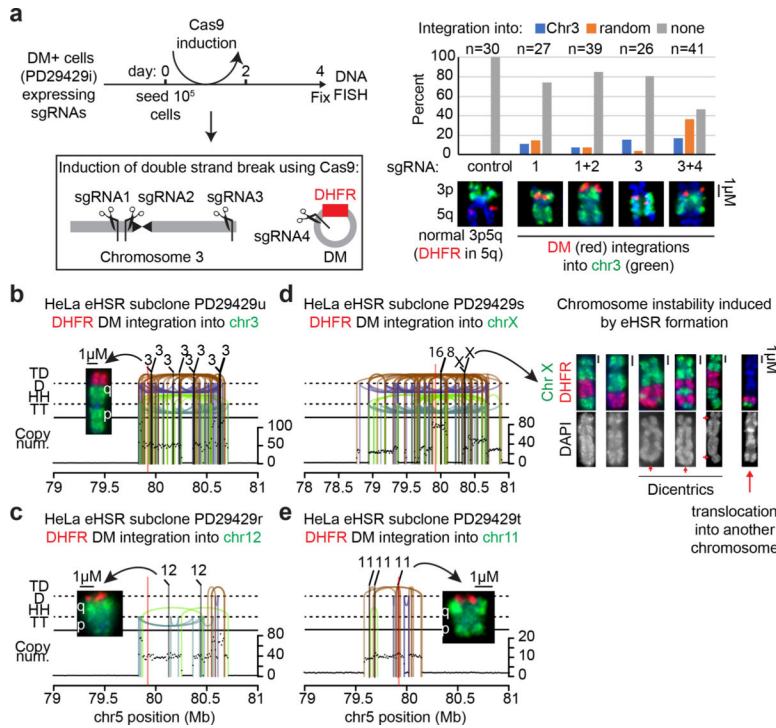 a
Cas9
induction
DM+ cells
(PD29429i)
expressing
sgRNAs
day: 0 2 4
seed 10⁵
cells
Fix
DNA
FISH
Induction of double strand break using Cas9:
sgRNA1 sgRNA2 sgRNA3
DHFR
sgRNA4
Chromosome 3
DM
Integration into: Chr3 random none
n=30 n=27 n=39 n=26 n=41
Percent
100
80
60
40
20
0
sgRNA: control 1 1+2 3 3+4
3p
5q
1µM
normal 3p5q
(DHFR in 5q)
DM (red) integrations
into chr3 (green)
b
HeLa eHSR subclone PD29429u
DHFR DM integration into chr3
1µM
q
p
3 3 3 3 3 3 3
TD
D
HH
TT
Copy
num.
100
50
0
79 79.5 80 80.5 81
d
HeLa eHSR subclone PD29429s
DHFR DM integration into chrX
16 8 X X
80
40
0
78 78.5 79 79.5 80 80.5 81
Chromosome instability induced
by eHSR formation
Chr X
DHFR
DAPI
1µM
Dicentrics
translocation
into another
chromosome
c
HeLa eHSR subclone PD29429r
DHFR DM integration into chr12
1µM
q
p
12 12
TD
D
HH
TT
Copy
num.
80
40
0
79 79.5 80 80.5 81
chr5 position (Mb)
e
HeLa eHSR subclone PD29429t
DHFR DM integration into chr11
11 11 11 11
1µM
q
p
20
10
0
79 79.5 80 80.5 81
chr5 position (Mb)